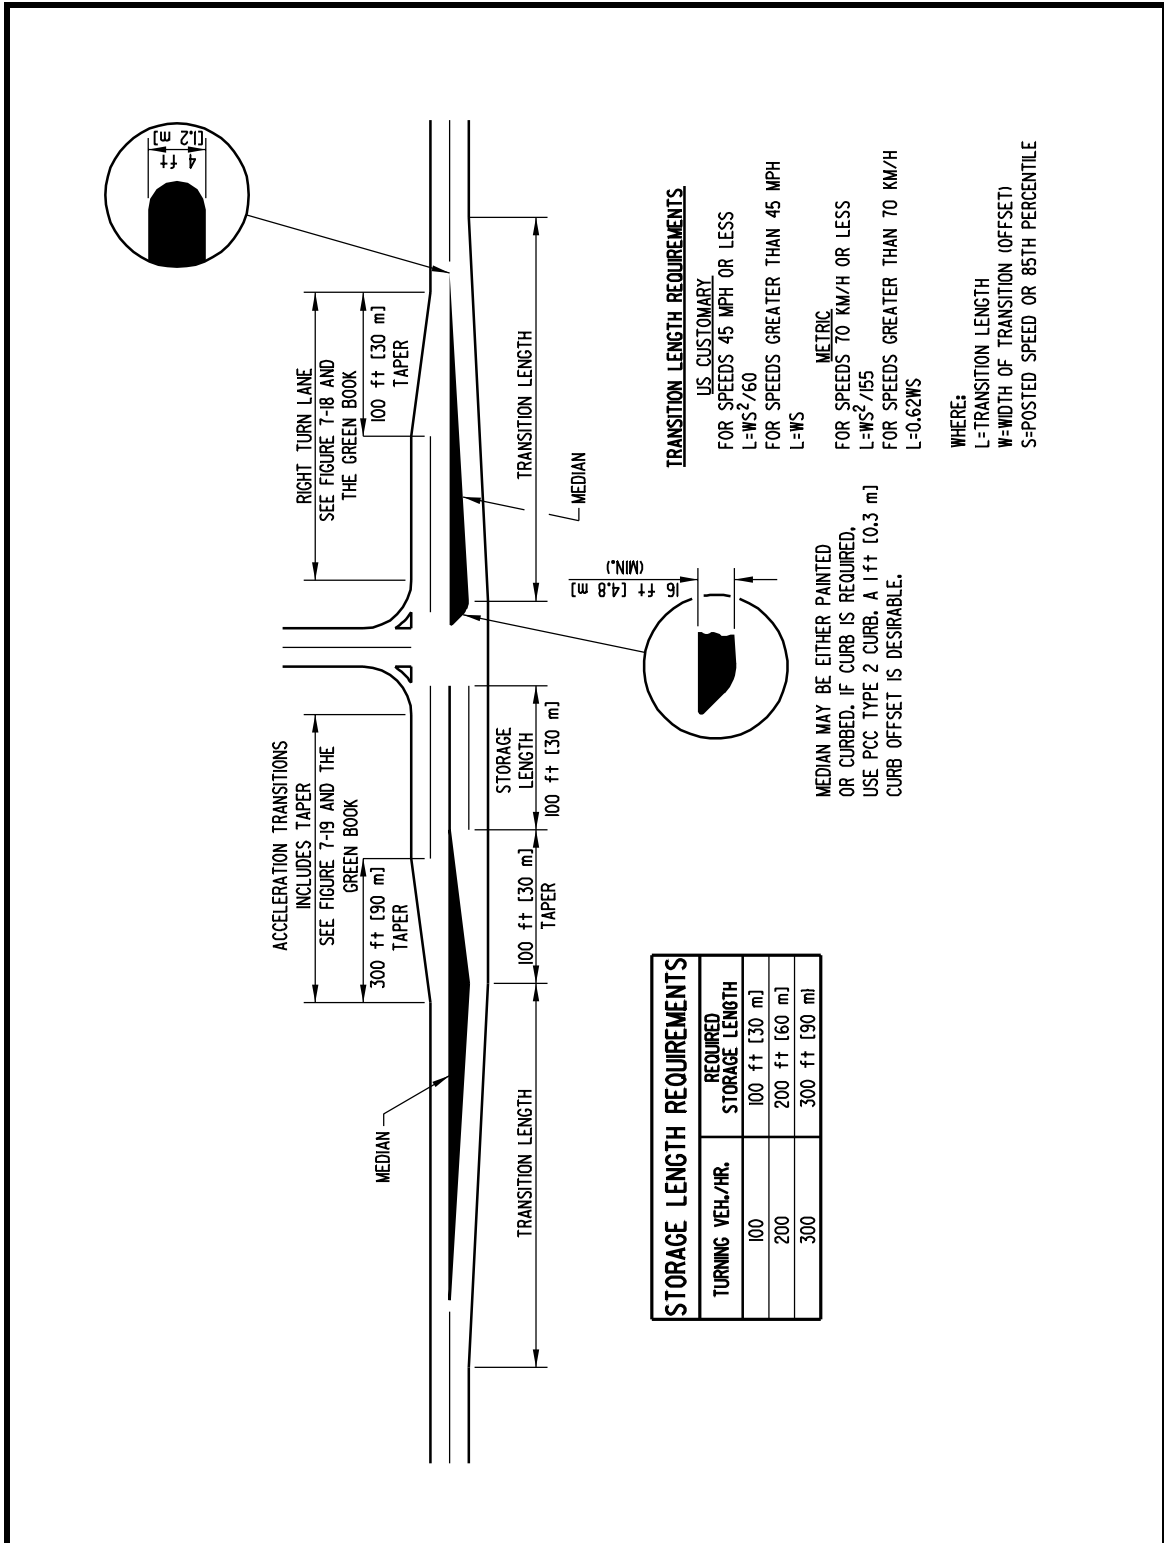 4 ft
[1.2 m]
RIGHT TURN LANE
SEE FIGURE 7-18 AND
THE GREEN BOOK
100 ft [30 m]
TAPER
TRANSITION LENGTH
MEDIAN
16 ft [4.8 m]
(MIN.)
ACCELERATION TRANSITIONS
INCLUDES TAPER
SEE FIGURE 7-19 AND THE
GREEN BOOK
300 ft [90 m]
TAPER
STORAGE
LENGTH
100 ft [30 m]
100 ft [30 m]
TAPER
MEDIAN
TRANSITION LENGTH
TRANSITION LENGTH REQUIREMENTS
US CUSTOMARY
FOR SPEEDS 45 MPH OR LESS
L=WS²/60
FOR SPEEDS GREATER THAN 45 MPH
L=WS
METRIC
FOR SPEEDS 70 KM/H OR LESS
L=WS²/155
FOR SPEEDS GREATER THAN 70 KM/H
L=0.62WS
WHERE:
L=TRANSITION LENGTH
W=WIDTH OF TRANSITION (OFFSET)
S=POSTED SPEED OR 85TH PERCENTILE
MEDIAN MAY BE EITHER PAINTED
OR CURBED. IF CURB IS REQUIRED,
USE PCC TYPE 2 CURB. A 1 ft [0.3 m]
CURB OFFSET IS DESIRABLE.
STORAGE LENGTH REQUIREMENTS
TURNING VEH./HR.
REQUIRED
STORAGE LENGTH
100 100 ft [30 m]
200 200 ft [60 m]
300 300 ft [90 m]